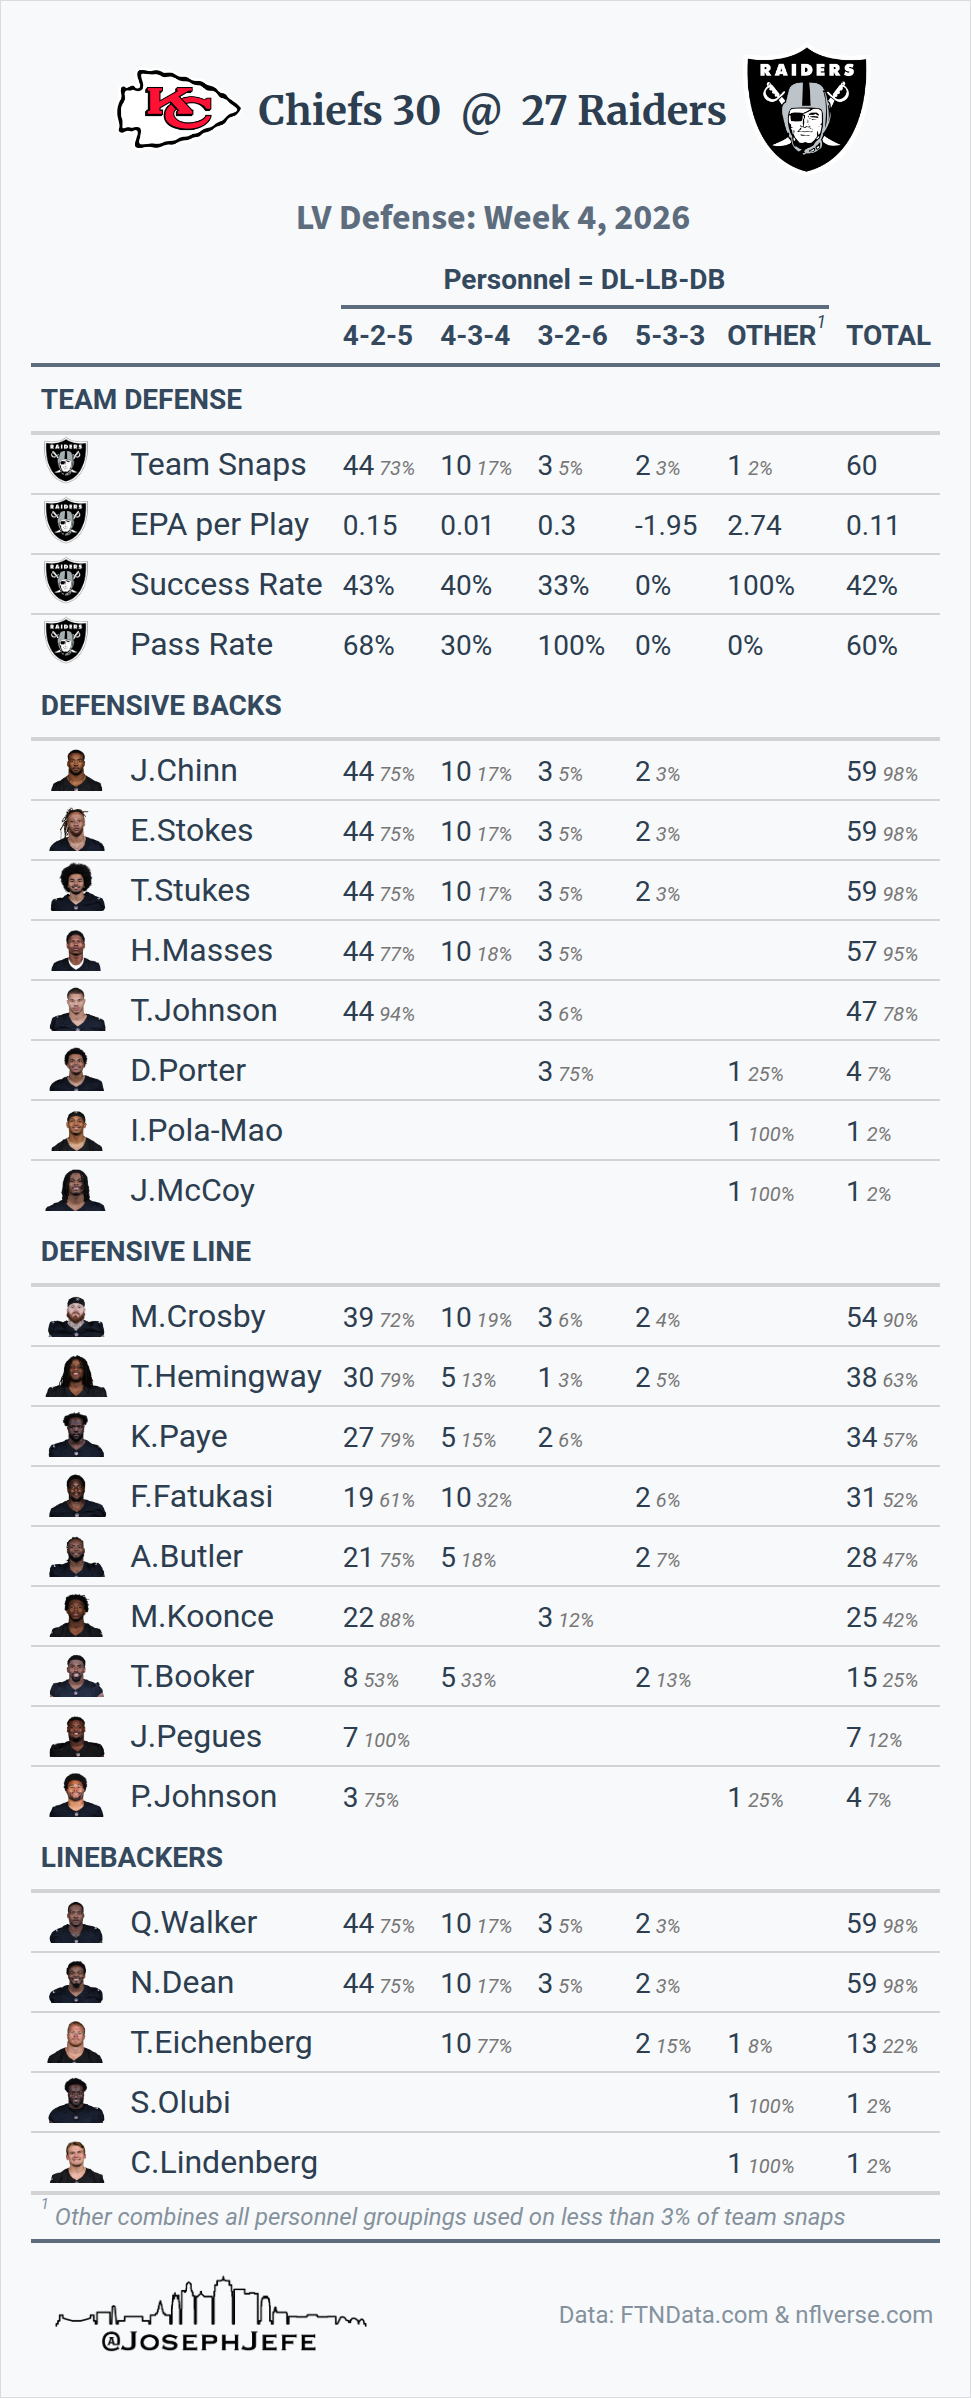 Chiefs 30 @ 27 Raiders
RAIDERS
LV Defense: Week 4, 2026
Personnel = DL-LB-DB
4-2-5 4-3-4 3-2-6 5-3-3 OTHER1 TOTAL
TEAM DEFENSE
Team Snaps 44 73% 10 17% 3 5% 2 3% 1 2% 60
EPA per Play 0.15 0.01 0.3 -1.95 2.74 0.11
Success Rate 43% 40% 33% 0% 100% 42%
Pass Rate 68% 30% 100% 0% 0% 60%
DEFENSIVE BACKS
J.Chinn 44 75% 10 17% 3 5% 2 3% 59 98%
E.Stokes 44 75% 10 17% 3 5% 2 3% 59 98%
T.Stukes 44 75% 10 17% 3 5% 2 3% 59 98%
H.Masses 44 77% 10 18% 3 5% 57 95%
T.Johnson 44 94% 3 6% 47 78%
D.Porter 3 75% 1 25% 4 7%
I.Pola-Mao 1 100% 1 2%
J.McCoy 1 100% 1 2%
DEFENSIVE LINE
M.Crosby 39 72% 10 19% 3 6% 2 4% 54 90%
T.Hemingway 30 79% 5 13% 1 3% 2 5% 38 63%
K.Paye 27 79% 5 15% 2 6% 34 57%
F.Fatukasi 19 61% 10 32% 2 6% 31 52%
A.Butler 21 75% 5 18% 2 7% 28 47%
M.Koonce 22 88% 3 12% 25 42%
T.Booker 8 53% 5 33% 2 13% 15 25%
J.Pegues 7 100% 7 12%
P.Johnson 3 75% 1 25% 4 7%
LINEBACKERS
Q.Walker 44 75% 10 17% 3 5% 2 3% 59 98%
N.Dean 44 75% 10 17% 3 5% 2 3% 59 98%
T.Eichenberg 10 77% 2 15% 1 8% 13 22%
S.Olubi 1 100% 1 2%
C.Lindenberg 1 100% 1 2%
1 Other combines all personnel groupings used on less than 3% of team snaps
@JOSEPHJEFE
Data: FTNData.com & nflverse.com